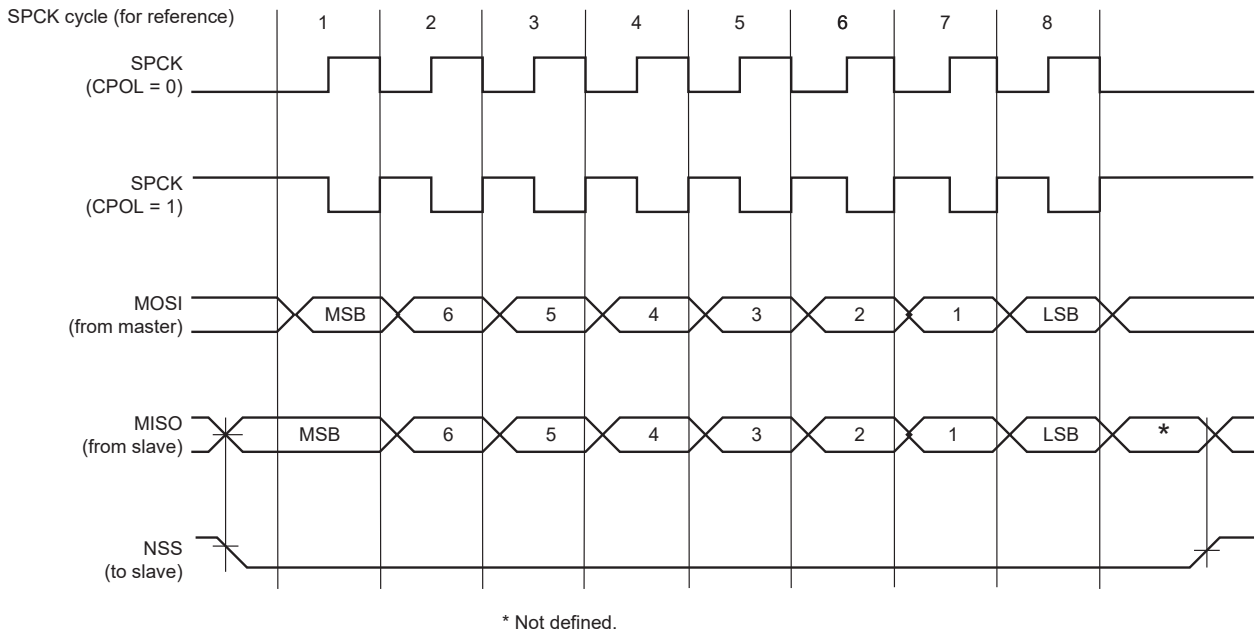 SPCK cycle (for reference)
1 2 3 4 5 6 7 8
SPCK
(CPOL = 0)
SPCK
(CPOL = 1)
MOSI
(from master)
MSB 6 5 4 3 2 1 LSB
MISO
(from slave)
MSB 6 5 4 3 2 1 LSB *
NSS
(to slave)
* Not defined.